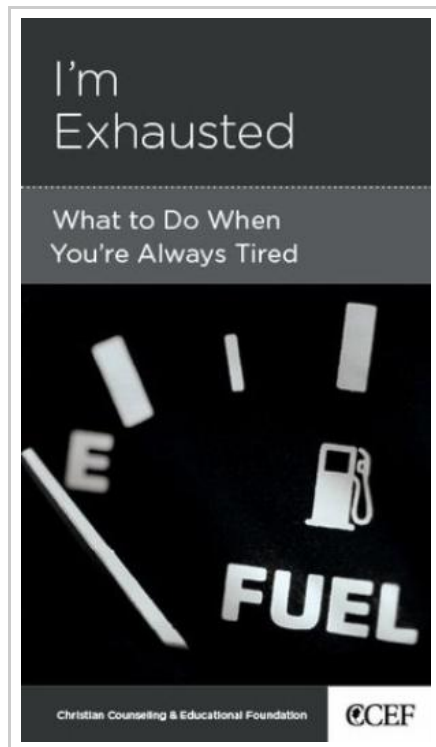 I'm
Exhausted
What to Do When
You're Always Tired
E
FUEL
Christian Counseling & Educational Foundation
CCEF